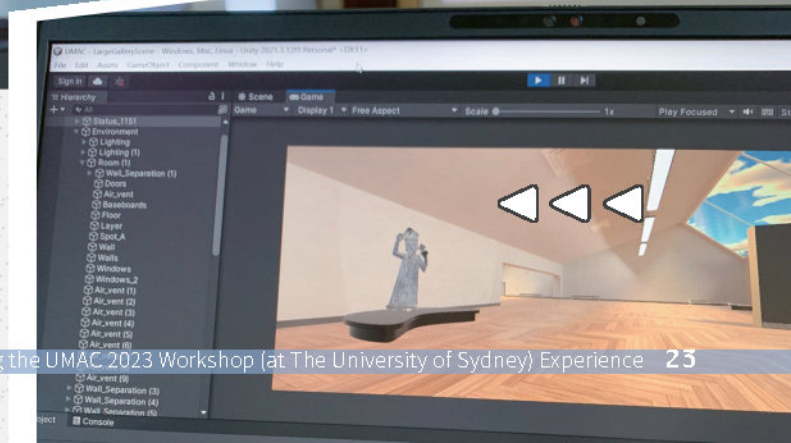 UMAC - LargeGalleryScene - Windows, Mac, Linux - Unity 2021.3.12f1 Personal* <DX11>
File Edit Assets GameObject Component Window Help
Sign in
Hierarchy
Scene Game
All
Game Display 1 Free Aspect Scale 1x Play Focused
Statue_1151
Environment
Lighting
Lighting (1)
Room (1)
Wall_Separation (1)
Doors
Air_vent
Baseboards
Floor
Layer
Spot_A
Wall
Walls
Windows
Windows_2
Air_vent (1)
Air_vent (2)
Air_vent (3)
Air_vent (4)
Air_vent (5)
Air_vent (6)
the UMAC 2023 Workshop (at The University of Sydney) Experience 23
Air_vent (9)
Wall_Separation (3)
Wall_Separation (4)
Wall_Separation (5)
Console